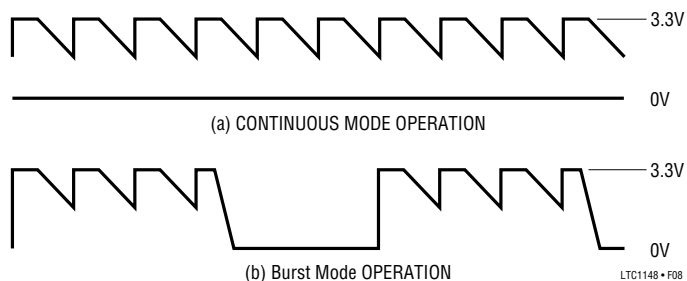 3.3V
0V
(a) CONTINUOUS MODE OPERATION
3.3V
0V
(b) Burst Mode OPERATION
LTC1148 • F08